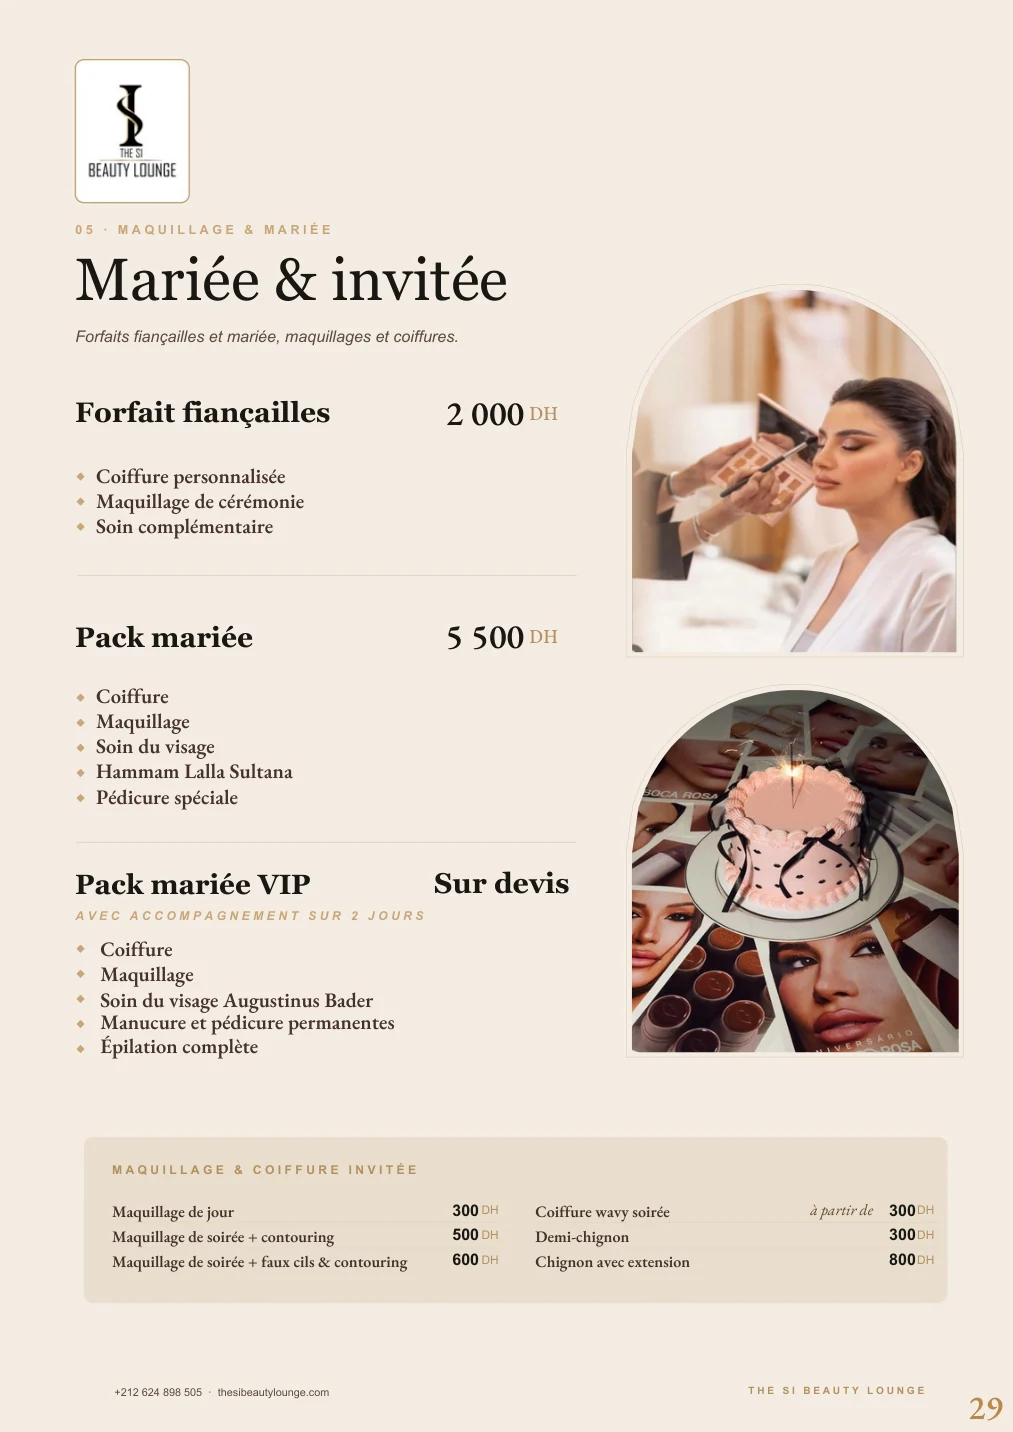 THE SI
BEAUTY LOUNGE
05 · MAQUILLAGE & MARIÉE
Mariée & invitée
Forfaits fiançailles et mariée, maquillages et coiffures.
Forfait fiançailles 2 000 DH
Coiffure personnalisée
Maquillage de cérémonie
Soin complémentaire
Pack mariée 5 500 DH
Coiffure
Maquillage
Soin du visage
Hammam Lalla Sultana
Pédicure spéciale
BOCA ROSA
Pack mariée VIP Sur devis
AVEC ACCOMPAGNEMENT SUR 2 JOURS
Coiffure
Maquillage
Soin du visage Augustinus Bader
Manucure et pédicure permanentes
Épilation complète
NIVERSÁRIO
ROSA
MAQUILLAGE & COIFFURE INVITÉE
Maquillage de jour 300 DH
Maquillage de soirée + contouring 500 DH
Maquillage de soirée + faux cils & contouring 600 DH
Coiffure wavy soirée à partir de 300 DH
Demi-chignon 300 DH
Chignon avec extension 800 DH
+212 624 898 505 · thesibeautylounge.com
THE SI BEAUTY LOUNGE
29